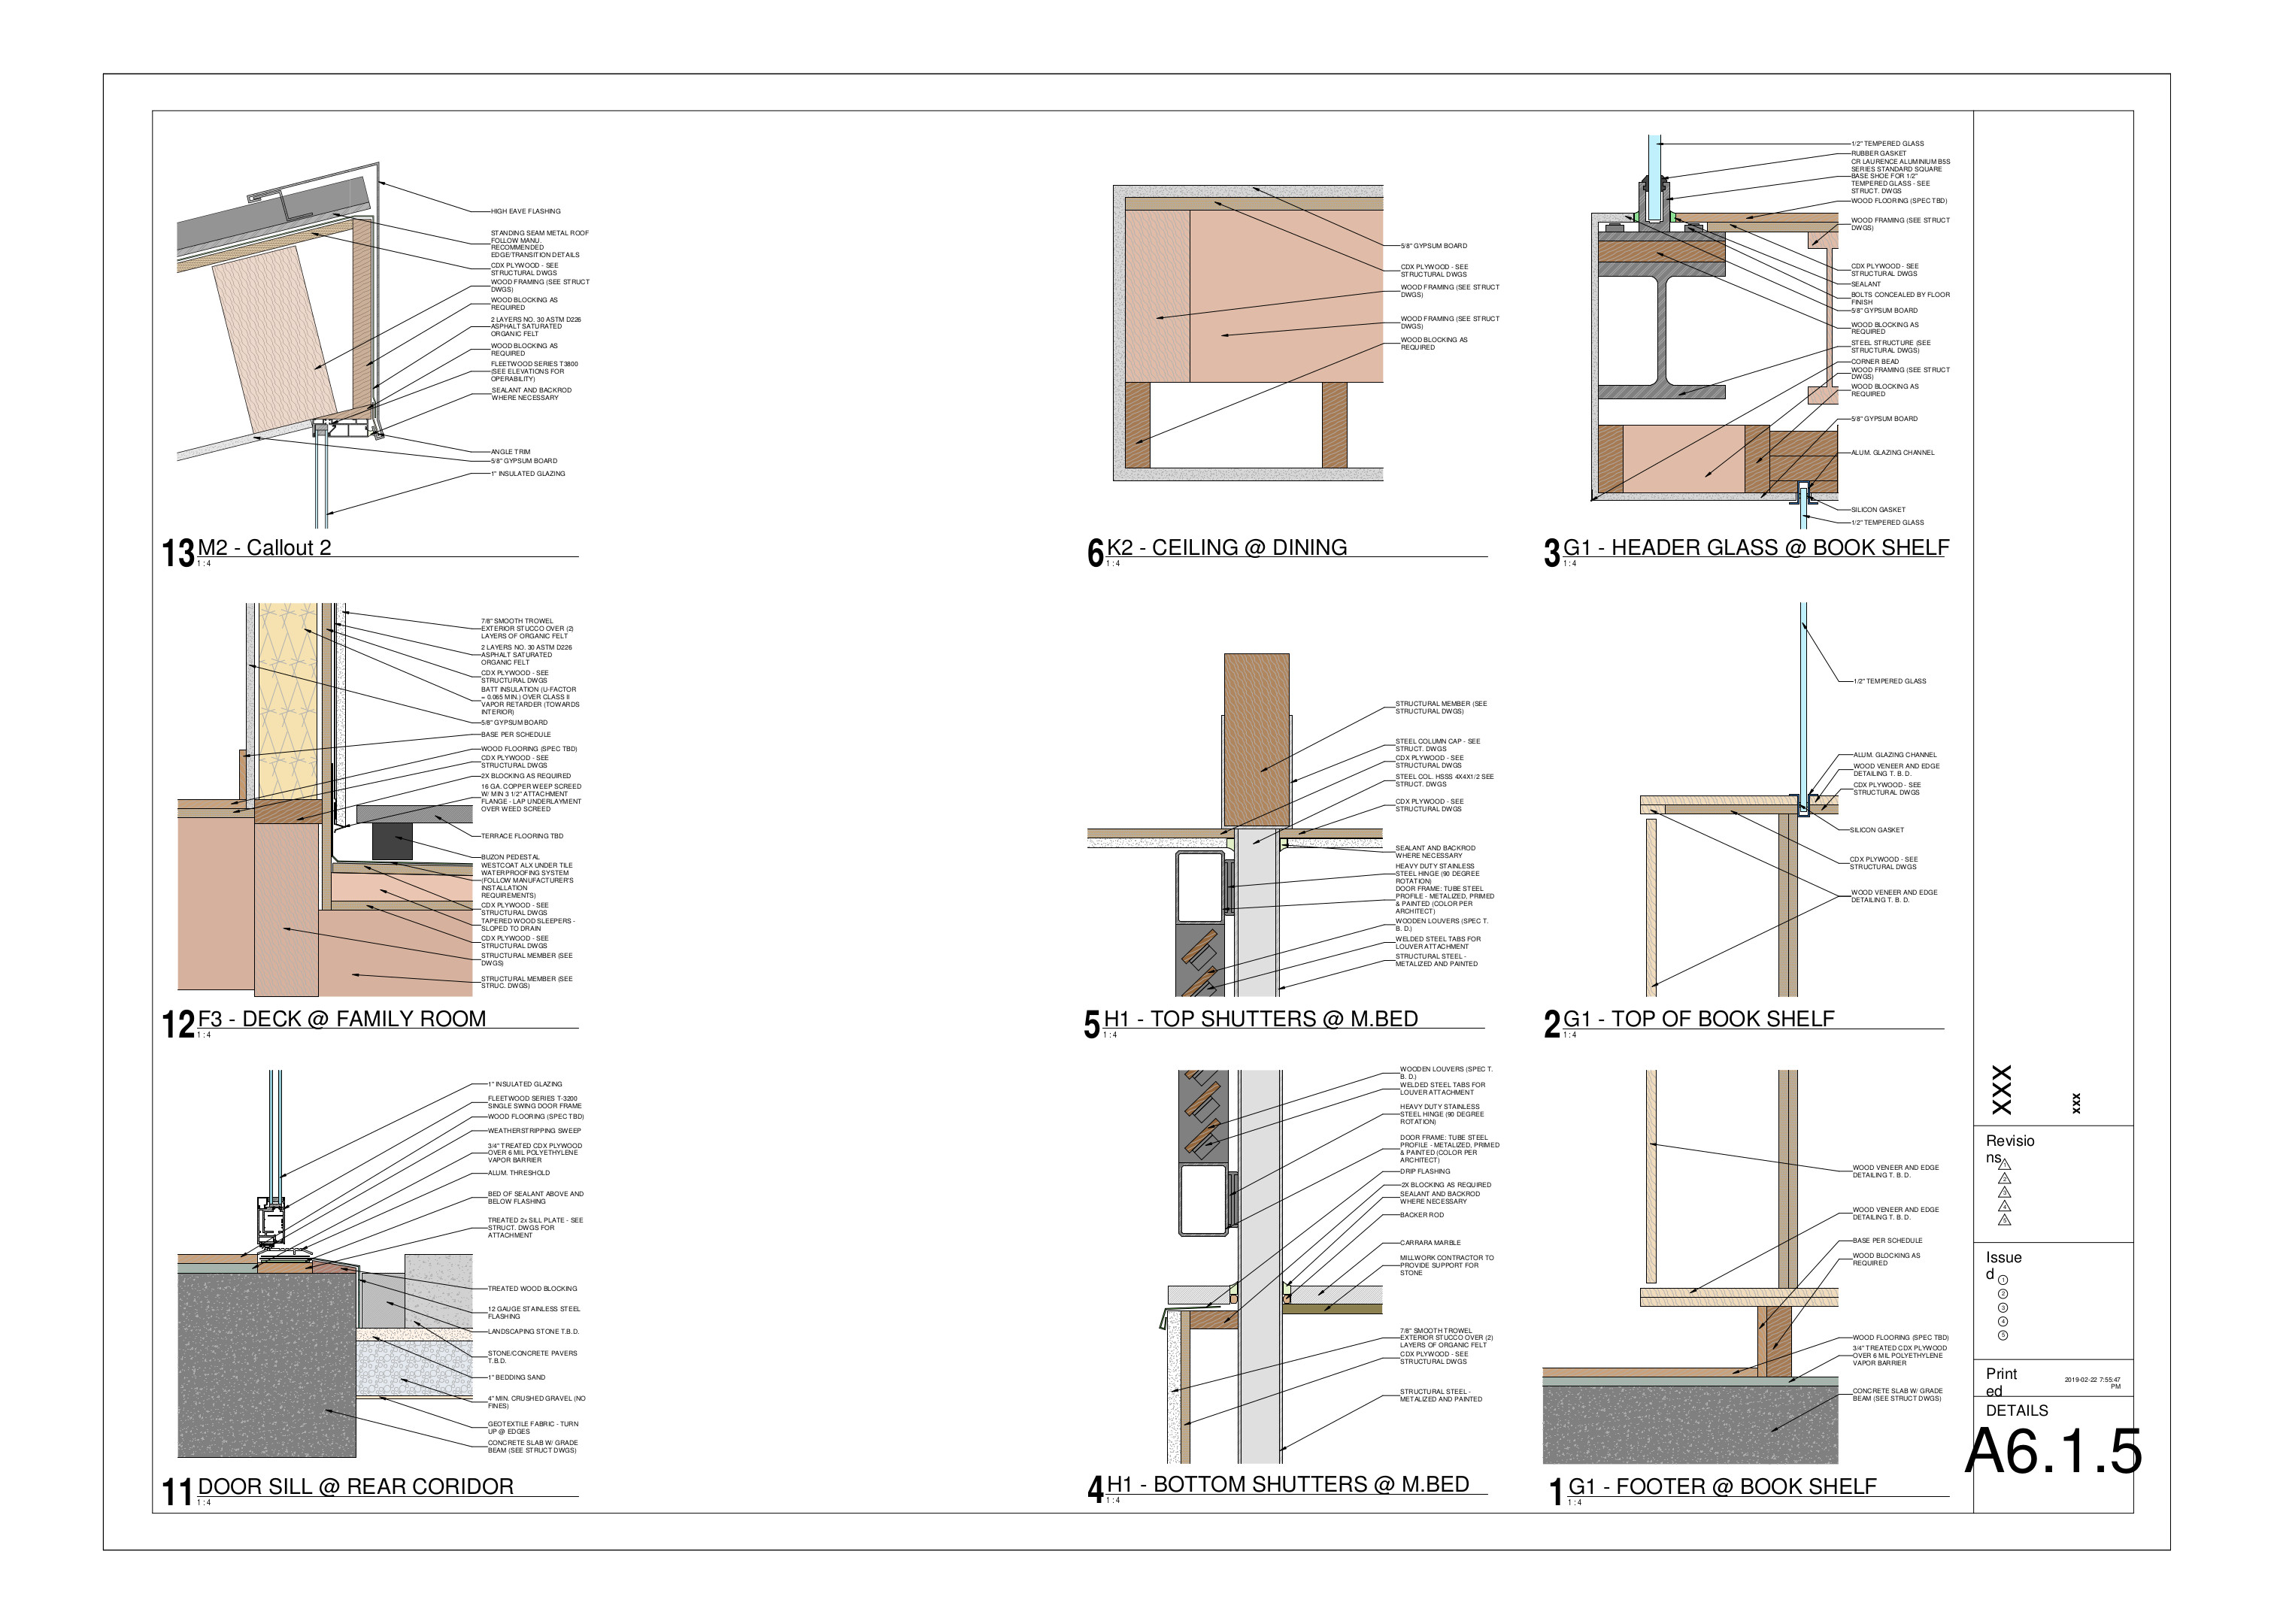 HIGH EAVE FLASHING
STANDING SEAM METAL ROOF
FOLLOW MANU.
RECOMMENDED
EDGE/TRANSITION DETAILS
CDX PLYWOOD - SEE
STRUCTURAL DWGS
WOOD FRAMING (SEE STRUCT
DWGS)
WOOD BLOCKING AS
REQUIRED
2 LAYERS NO. 30 ASTM D226
ASPHALT SATURATED
ORGANIC FELT
WOOD BLOCKING AS
REQUIRED
FLEETWOOD SERIES T3800
(SEE ELEVATIONS FOR
OPERABILITY)
SEALANT AND BACKROD
WHERE NECESSARY
ANGLE TRIM
5/8" GYPSUM BOARD
1" INSULATED GLAZING
13 M2 - Callout 2
1 : 4
5/8" GYPSUM BOARD
CDX PLYWOOD - SEE
STRUCTURAL DWGS
WOOD FRAMING (SEE STRUCT
DWGS)
WOOD FRAMING (SEE STRUCT
DWGS)
WOOD BLOCKING AS
REQUIRED
6 K2 - CEILING @ DINING
1 : 4
1/2" TEMPERED GLASS
RUBBER GASKET
CR LAURENCE ALUMINIUM B5S
SERIES STANDARD SQUARE
BASE SHOE FOR 1/2"
TEMPERED GLASS - SEE
STRUCT. DWGS
WOOD FLOORING (SPEC TBD)
WOOD FRAMING (SEE STRUCT
DWGS)
CDX PLYWOOD - SEE
STRUCTURAL DWGS
SEALANT
BOLTS CONCEALED BY FLOOR
FINISH
5/8" GYPSUM BOARD
WOOD BLOCKING AS
REQUIRED
STEEL STRUCTURE (SEE
STRUCTURAL DWGS)
CORNER BEAD
WOOD FRAMING (SEE STRUCT
DWGS)
WOOD BLOCKING AS
REQUIRED
5/8" GYPSUM BOARD
ALUM. GLAZING CHANNEL
SILICON GASKET
1/2" TEMPERED GLASS
3 G1 - HEADER GLASS @ BOOK SHELF
1 : 4
7/8" SMOOTH TROWEL
EXTERIOR STUCCO OVER (2)
LAYERS OF ORGANIC FELT
2 LAYERS NO. 30 ASTM D226
ASPHALT SATURATED
ORGANIC FELT
CDX PLYWOOD - SEE
STRUCTURAL DWGS
BATT INSULATION (U-FACTOR
= 0.065 MIN.) OVER CLASS II
VAPOR RETARDER (TOWARDS
INTERIOR)
5/8" GYPSUM BOARD
BASE PER SCHEDULE
WOOD FLOORING (SPEC TBD)
CDX PLYWOOD - SEE
STRUCTURAL DWGS
2X BLOCKING AS REQUIRED
16 GA. COPPER WEEP SCREED
W/ MIN 3 1/2" ATTACHMENT
FLANGE - LAP UNDERLAYMENT
OVER WEED SCREED
TERRACE FLOORING TBD
BUZON PEDESTAL
WESTCOAT ALX UNDER TILE
WATERPROOFING SYSTEM
(FOLLOW MANUFACTURER'S
INSTALLATION
REQUIREMENTS)
CDX PLYWOOD - SEE
STRUCTURAL DWGS
TAPERED WOOD SLEEPERS -
SLOPED TO DRAIN
CDX PLYWOOD - SEE
STRUCTURAL DWGS
STRUCTURAL MEMBER (SEE
DWGS)
STRUCTURAL MEMBER (SEE
STRUC. DWGS)
12 F3 - DECK @ FAMILY ROOM
1 : 4
STRUCTURAL MEMBER (SEE
STRUCTURAL DWGS)
STEEL COLUMN CAP - SEE
STRUCT. DWGS
CDX PLYWOOD - SEE
STRUCTURAL DWGS
STEEL COL. HSSS 4X4X1/2 SEE
STRUCT. DWGS
CDX PLYWOOD - SEE
STRUCTURAL DWGS
SEALANT AND BACKROD
WHERE NECESSARY
HEAVY DUTY STAINLESS
STEEL HINGE (90 DEGREE
ROTATION)
DOOR FRAME: TUBE STEEL
PROFILE - METALIZED, PRIMED
& PAINTED (COLOR PER
ARCHITECT)
WOODEN LOUVERS (SPEC T.
B. D.)
WELDED STEEL TABS FOR
LOUVER ATTACHMENT
STRUCTURAL STEEL -
METALIZED AND PAINTED
5 H1 - TOP SHUTTERS @ M.BED
1 : 4
1/2" TEMPERED GLASS
ALUM. GLAZING CHANNEL
WOOD VENEER AND EDGE
DETAILING T. B. D.
CDX PLYWOOD - SEE
STRUCTURAL DWGS
SILICON GASKET
CDX PLYWOOD - SEE
STRUCTURAL DWGS
WOOD VENEER AND EDGE
DETAILING T. B. D.
2 G1 - TOP OF BOOK SHELF
1 : 4
1" INSULATED GLAZING
FLEETWOOD SERIES T-3200
SINGLE SWING DOOR FRAME
WOOD FLOORING (SPEC TBD)
WEATHERSTRIPPING SWEEP
3/4" TREATED CDX PLYWOOD
OVER 6 MIL POLYETHYLENE
VAPOR BARRIER
ALUM. THRESHOLD
BED OF SEALANT ABOVE AND
BELOW FLASHING
TREATED 2x SILL PLATE - SEE
STRUCT. DWGS FOR
ATTACHMENT
TREATED WOOD BLOCKING
12 GAUGE STAINLESS STEEL
FLASHING
LANDSCAPING STONE T.B.D.
STONE/CONCRETE PAVERS
T.B.D.
1" BEDDING SAND
4" MIN. CRUSHED GRAVEL (NO
FINES)
GEOTEXTILE FABRIC - TURN
UP @ EDGES
CONCRETE SLAB W/ GRADE
BEAM (SEE STRUCT DWGS)
11 DOOR SILL @ REAR CORIDOR
1 : 4
WOODEN LOUVERS (SPEC T.
B. D.)
WELDED STEEL TABS FOR
LOUVER ATTACHMENT
HEAVY DUTY STAINLESS
STEEL HINGE (90 DEGREE
ROTATION)
DOOR FRAME: TUBE STEEL
PROFILE - METALIZED, PRIMED
& PAINTED (COLOR PER
ARCHITECT)
DRIP FLASHING
2X BLOCKING AS REQUIRED
SEALANT AND BACKROD
WHERE NECESSARY
BACKER ROD
CARRARA MARBLE
MILLWORK CONTRACTOR TO
PROVIDE SUPPORT FOR
STONE
7/8" SMOOTH TROWEL
EXTERIOR STUCCO OVER (2)
LAYERS OF ORGANIC FELT
CDX PLYWOOD - SEE
STRUCTURAL DWGS
STRUCTURAL STEEL -
METALIZED AND PAINTED
4 H1 - BOTTOM SHUTTERS @ M.BED
1 : 4
WOOD VENEER AND EDGE
DETAILING T. B. D.
WOOD VENEER AND EDGE
DETAILING T. B. D.
BASE PER SCHEDULE
WOOD BLOCKING AS
REQUIRED
WOOD FLOORING (SPEC TBD)
3/4" TREATED CDX PLYWOOD
OVER 6 MIL POLYETHYLENE
VAPOR BARRIER
CONCRETE SLAB W/ GRADE
BEAM (SEE STRUCT DWGS)
1 G1 - FOOTER @ BOOK SHELF
1 : 4
XXX
XXX
Revisio
ns
1
2
3
4
5
Issue
d
1
2
3
4
5
Print
ed
2019-02-22 7:55:47
PM
DETAILS
A6.1.5